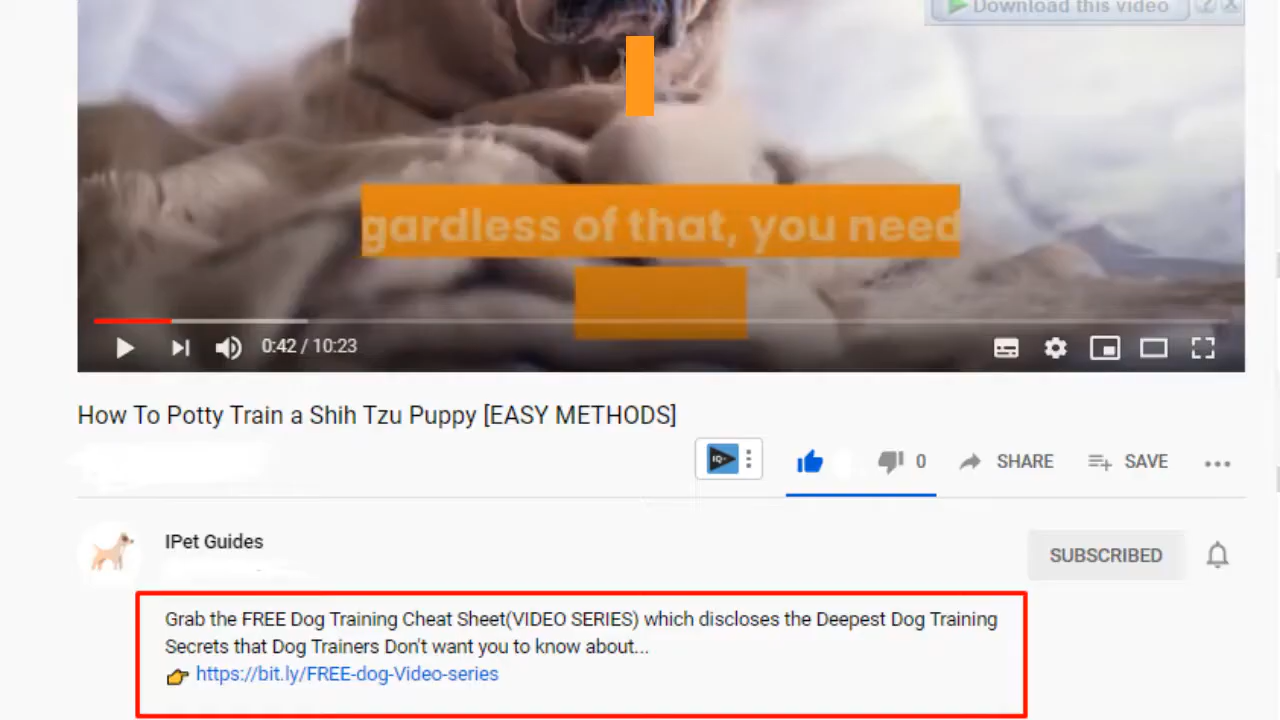 Download this video
gardless of that, you need
0:42 / 10:23
How To Potty Train a Shih Tzu Puppy [EASY METHODS]
IQ
0
SHARE
SAVE
IPet Guides
SUBSCRIBED
Grab the FREE Dog Training Cheat Sheet(VIDEO SERIES) which discloses the Deepest Dog Training
Secrets that Dog Trainers Don't want you to know about...
https://bit.ly/FREE-dog-Video-series